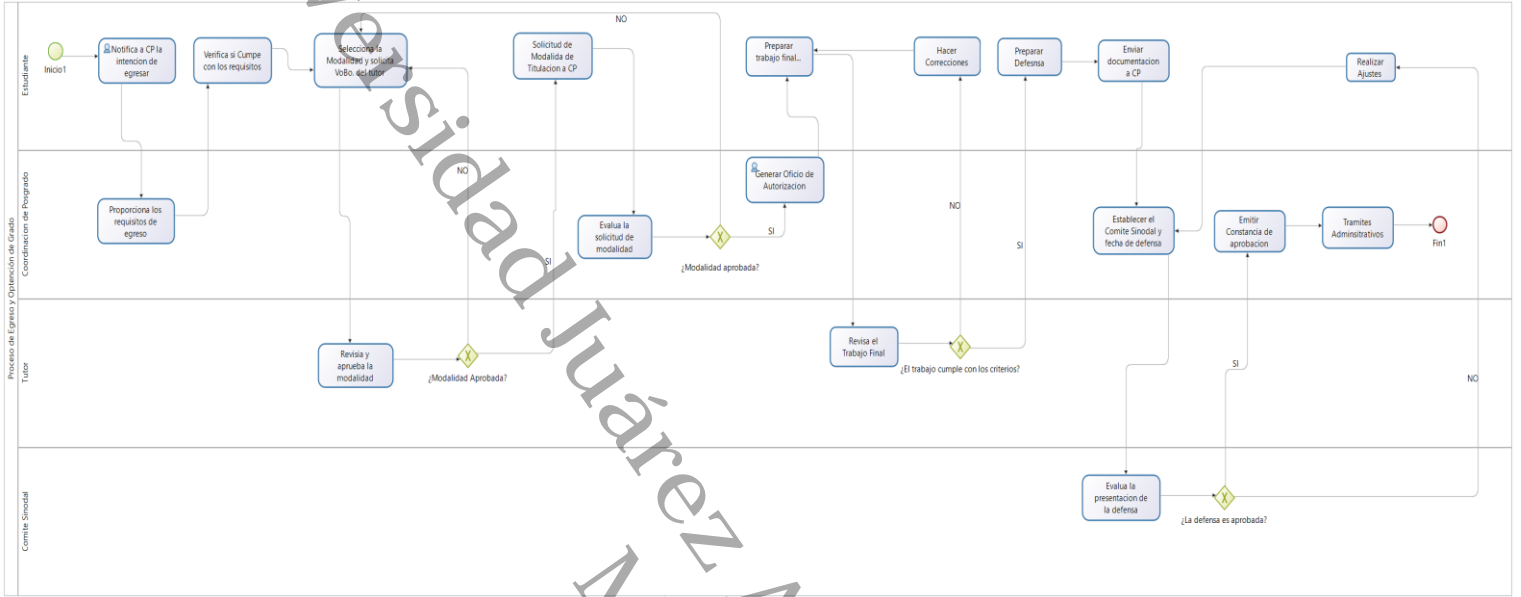 Proceso de Egreso y Optención de Grado
Estudiante
Inicio1
Notifica a CP la
intencion de
egresar
Verifica si Cumpe
con los requisitos
Selecciona la
Modalidad y solicita
VoBo. del tutor
Solicitud de
Modalida de
Titulacion a CP
NO
Preparar
trabajo final...
Hacer
Correcciones
Preparar
Defesnsa
Enviar
documentacion
a CP
Realizar
Ajustes
Coordinacion de Posgrado
Proporciona los
requisitos de
egreso
NO
SI
Evalua la
solicitud de
modalidad
¿Modalidad aprobada?
SI
Generar Oficio de
Autorizacion
NO
SI
Establecer el
Comite Sinodal y
fecha de defensa
Emitir
Constancia de
aprobacion
Tramites
Adminsitrativos
Fin1
Tutor
Revisia y
aprueba la
modalidad
¿Modalidad Aprobada?
Revisa el
Trabajo Final
¿El trabajo cumple con los criterios?
SI
NO
Comite Sinodal
Evalua la
presentacion de
la defensa
¿La defensa es aprobada?
versidad Juárez A
M